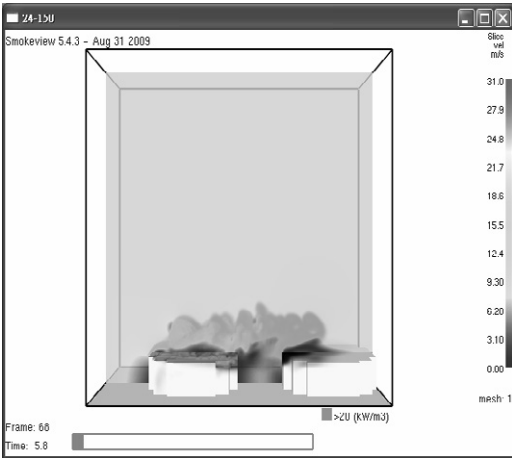 24-150
Smokeview 5.4.3 - Aug 31 2009
Slice
vel
m/s
31.0
27.9
24.8
21.7
18.6
15.5
12.4
9.30
6.20
3.10
0.00
mesh: 1
>20 (kW/m3)
Frame: 68
Time: 5.8